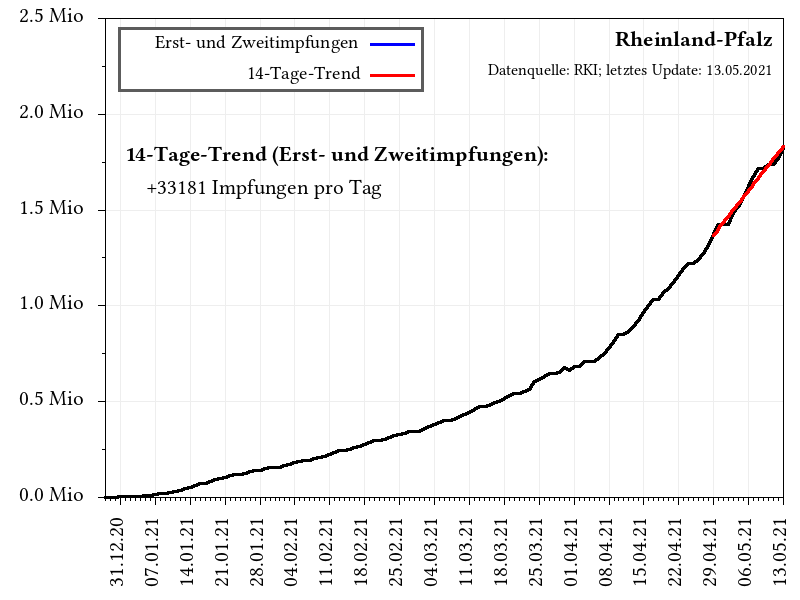 2.5 Mio
Erst- und Zweitimpfungen
14-Tage-Trend
Rheinland-Pfalz
Datenquelle: RKI; letztes Update: 13.05.2021
2.0 Mio
14-Tage-Trend (Erst- und Zweitimpfungen):
+33181 Impfungen pro Tag
1.5 Mio
1.0 Mio
0.5 Mio
0.0 Mio
31.12.20
07.01.21
14.01.21
21.01.21
28.01.21
04.02.21
11.02.21
18.02.21
25.02.21
04.03.21
11.03.21
18.03.21
25.03.21
01.04.21
08.04.21
15.04.21
22.04.21
29.04.21
06.05.21
13.05.21